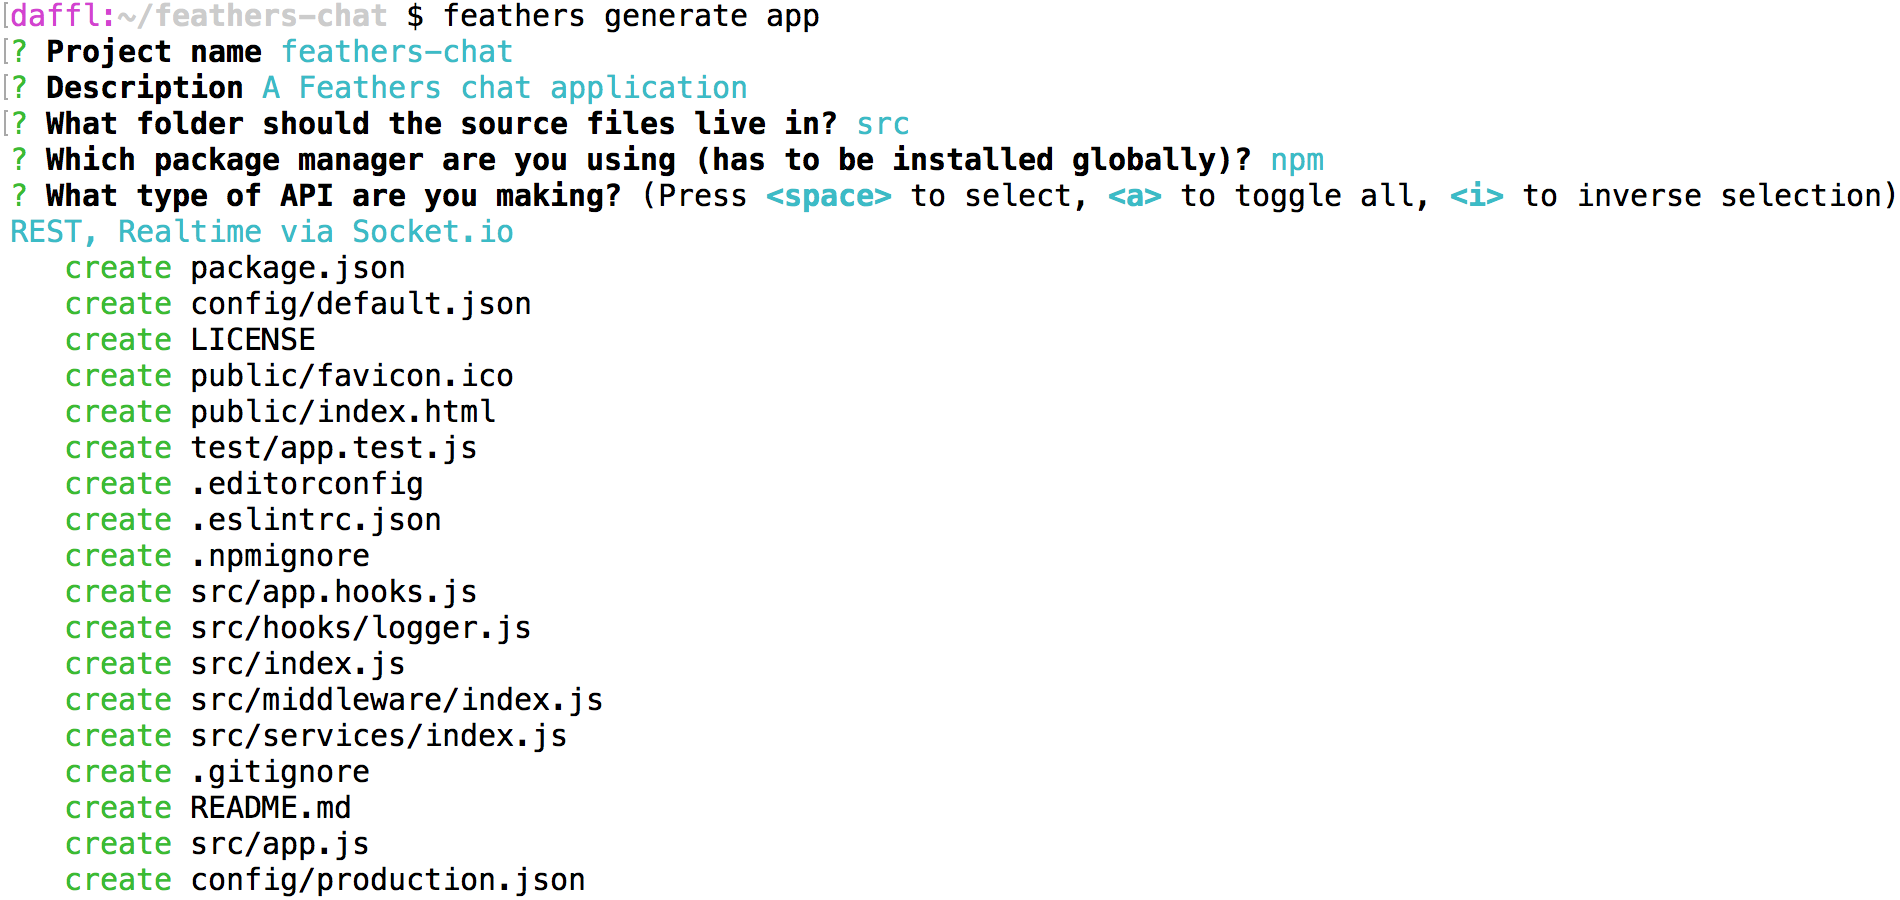 [daffl:~/feathers-chat $ feathers generate app
[? Project name feathers-chat
[? Description A Feathers chat application
[? What folder should the source files live in? src
? Which package manager are you using (has to be installed globally)? npm
? What type of API are you making? (Press <space> to select, <a> to toggle all, <i> to inverse selection)
REST, Realtime via Socket.io
create package.json
create config/default.json
create LICENSE
create public/favicon.ico
create public/index.html
create test/app.test.js
create .editorconfig
create .eslintrc.json
create .npmignore
create src/app.hooks.js
create src/hooks/logger.js
create src/index.js
create src/middleware/index.js
create src/services/index.js
create .gitignore
create README.md
create src/app.js
create config/production.json